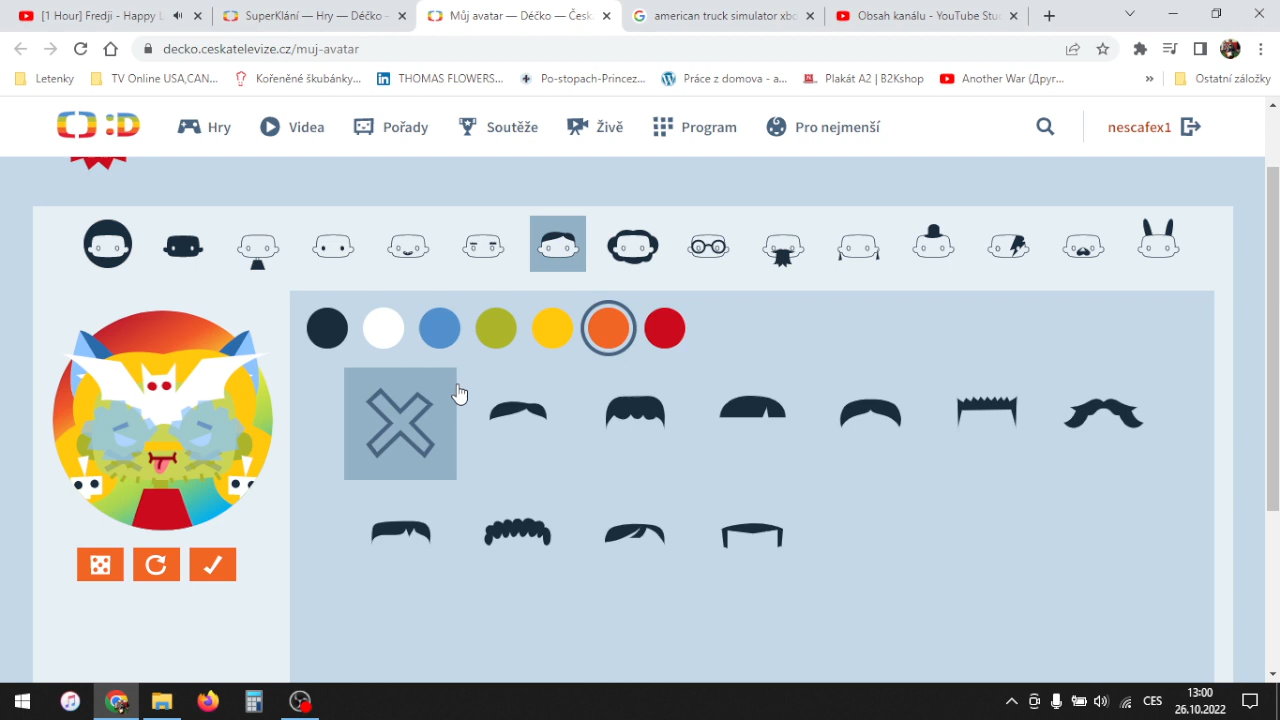 [1 Hour] Fredji - Happy L
SuperKlání — Hry — Déčko -
Můj avatar — Déčko — Česk
american truck simulator xbc
Obsah kanálu - YouTube Stu
decko.ceskatelevize.cz/muj-avatar
Letenky
TV Online USA,CAN...
Kořeněné škubánky...
THOMAS FLOWERS...
Po-stopach-Princez...
Práce z domova - a...
Plakát A2 | B2Kshop
Another War (Друг...
»
Ostatní záložky
:D
Hry
Videa
Pořady
Soutěže
Živě
Program
Pro nejmenší
nescafex1
CES
13:00
26.10.2022